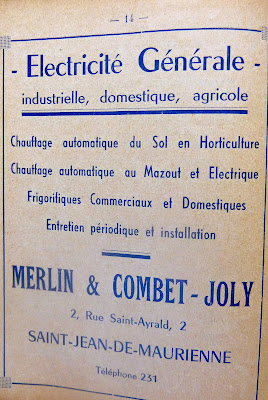 — 14 —
- Electricité Générale -
industrielle, domestique, agricole
Chauffage automatique du Sol en Horticulture
Chauffage automatique au Mazout et Electrique
Frigorifiques Commerciaux et Domestiques
Entretien périodique et installation
MERLIN & COMBET-JOLY
2, Rue Saint-Ayrald, 2
SAINT-JEAN-DE-MAURIENNE
Téléphone 231